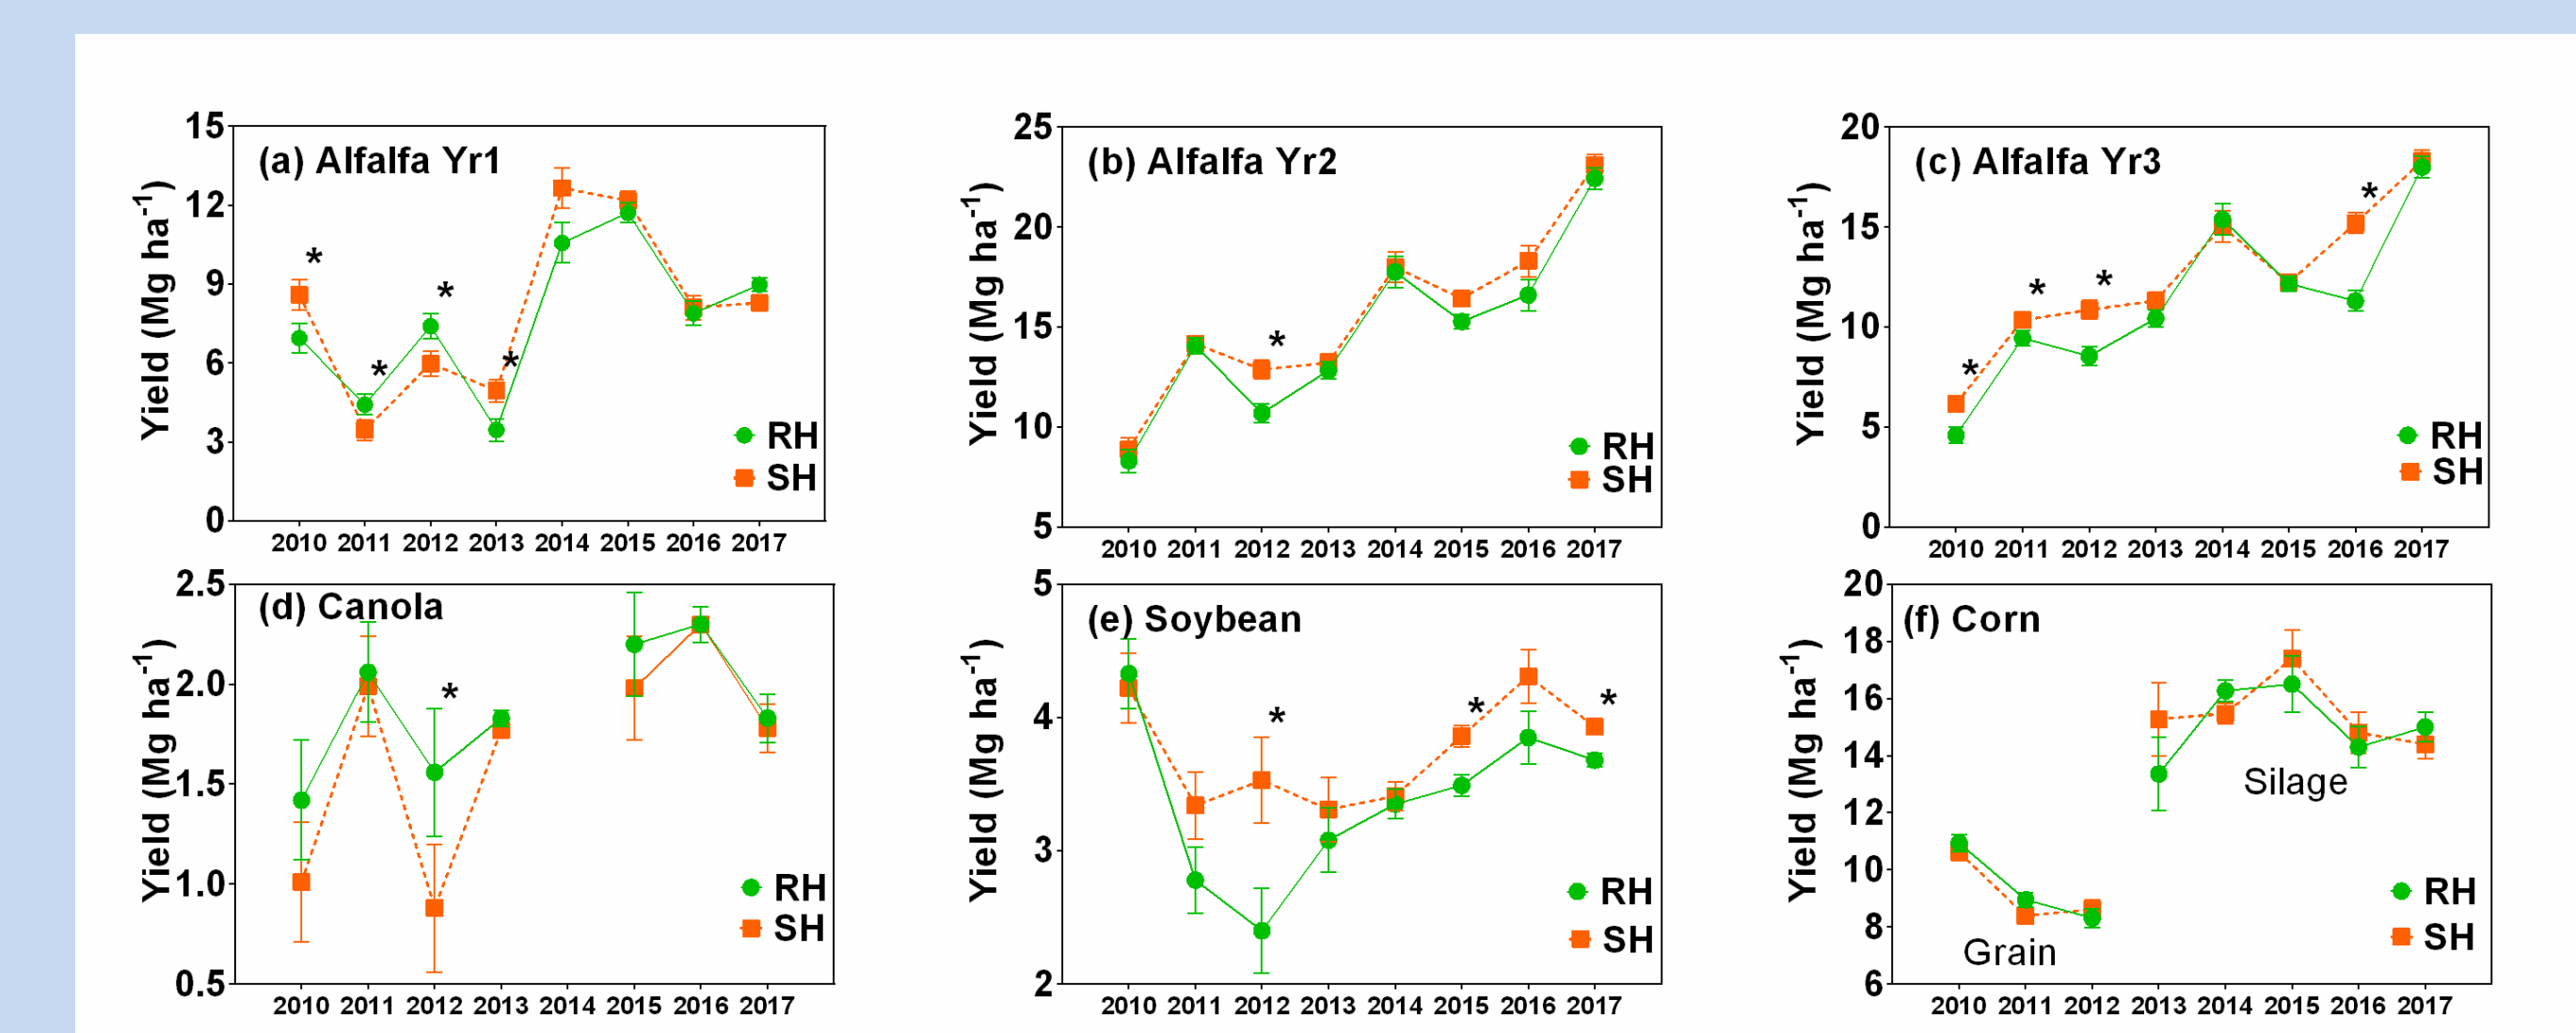 (a) Alfalfa Yr1
Yield (Mg ha-1)
15
12
9
6
3
0
* * * *
RH
SH
2010 2011 2012 2013 2014 2015 2016 2017
(b) Alfalfa Yr2
Yield (Mg ha-1)
25
20
15
10
5
*
RH
SH
2010 2011 2012 2013 2014 2015 2016 2017
(c) Alfalfa Yr3
Yield (Mg ha-1)
20
15
10
5
0
* * * *
RH
SH
2010 2011 2012 2013 2014 2015 2016 2017
(d) Canola
Yield (Mg ha-1)
2.5
2.0
1.5
1.0
0.5
*
RH
SH
2010 2011 2012 2013 2014 2015 2016 2017
(e) Soybean
Yield (Mg ha-1)
5
4
3
2
* * *
RH
SH
2010 2011 2012 2013 2014 2015 2016 2017
(f) Corn
Yield (Mg ha-1)
20
18
16
14
12
10
8
6
Silage
Grain
RH
SH
2010 2011 2012 2013 2014 2015 2016 2017